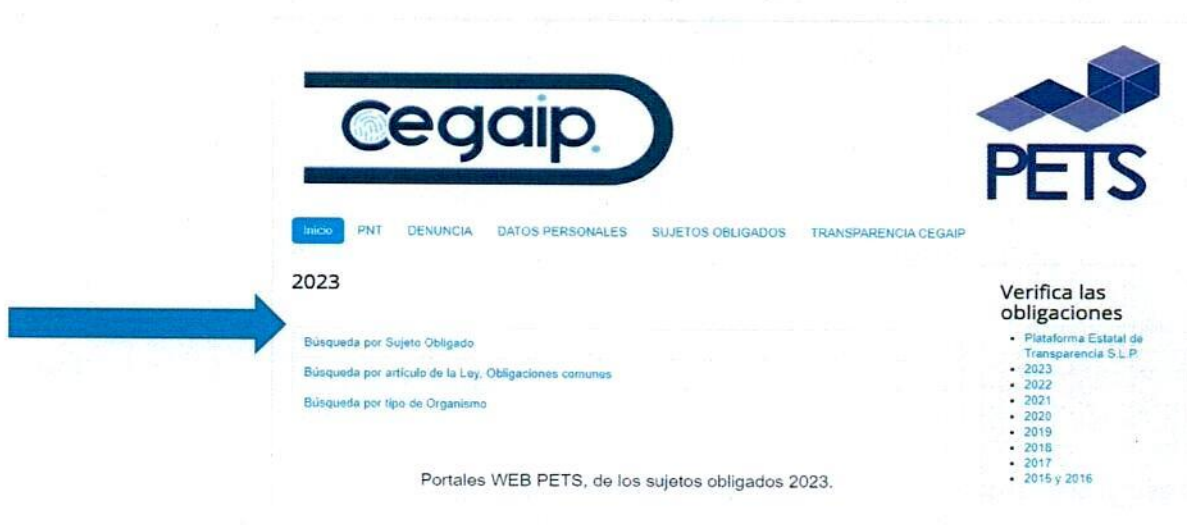 cegaip.
PETS
Inicio PNT DENUNCIA DATOS PERSONALES SUJETOS OBLIGADOS TRANSPARENCIA CEGAIP
2023
Búsqueda por Sujeto Obligado
Búsqueda por artículo de la Ley, Obligaciones comunes
Búsqueda por tipo de Organismo
Portales WEB PETS, de los sujetos obligados 2023.
Verifica las
obligaciones
Plataforma Estatal de
Transparencia S.L.P.
2023
2022
2021
2020
2019
2018
2017
2015 y 2016